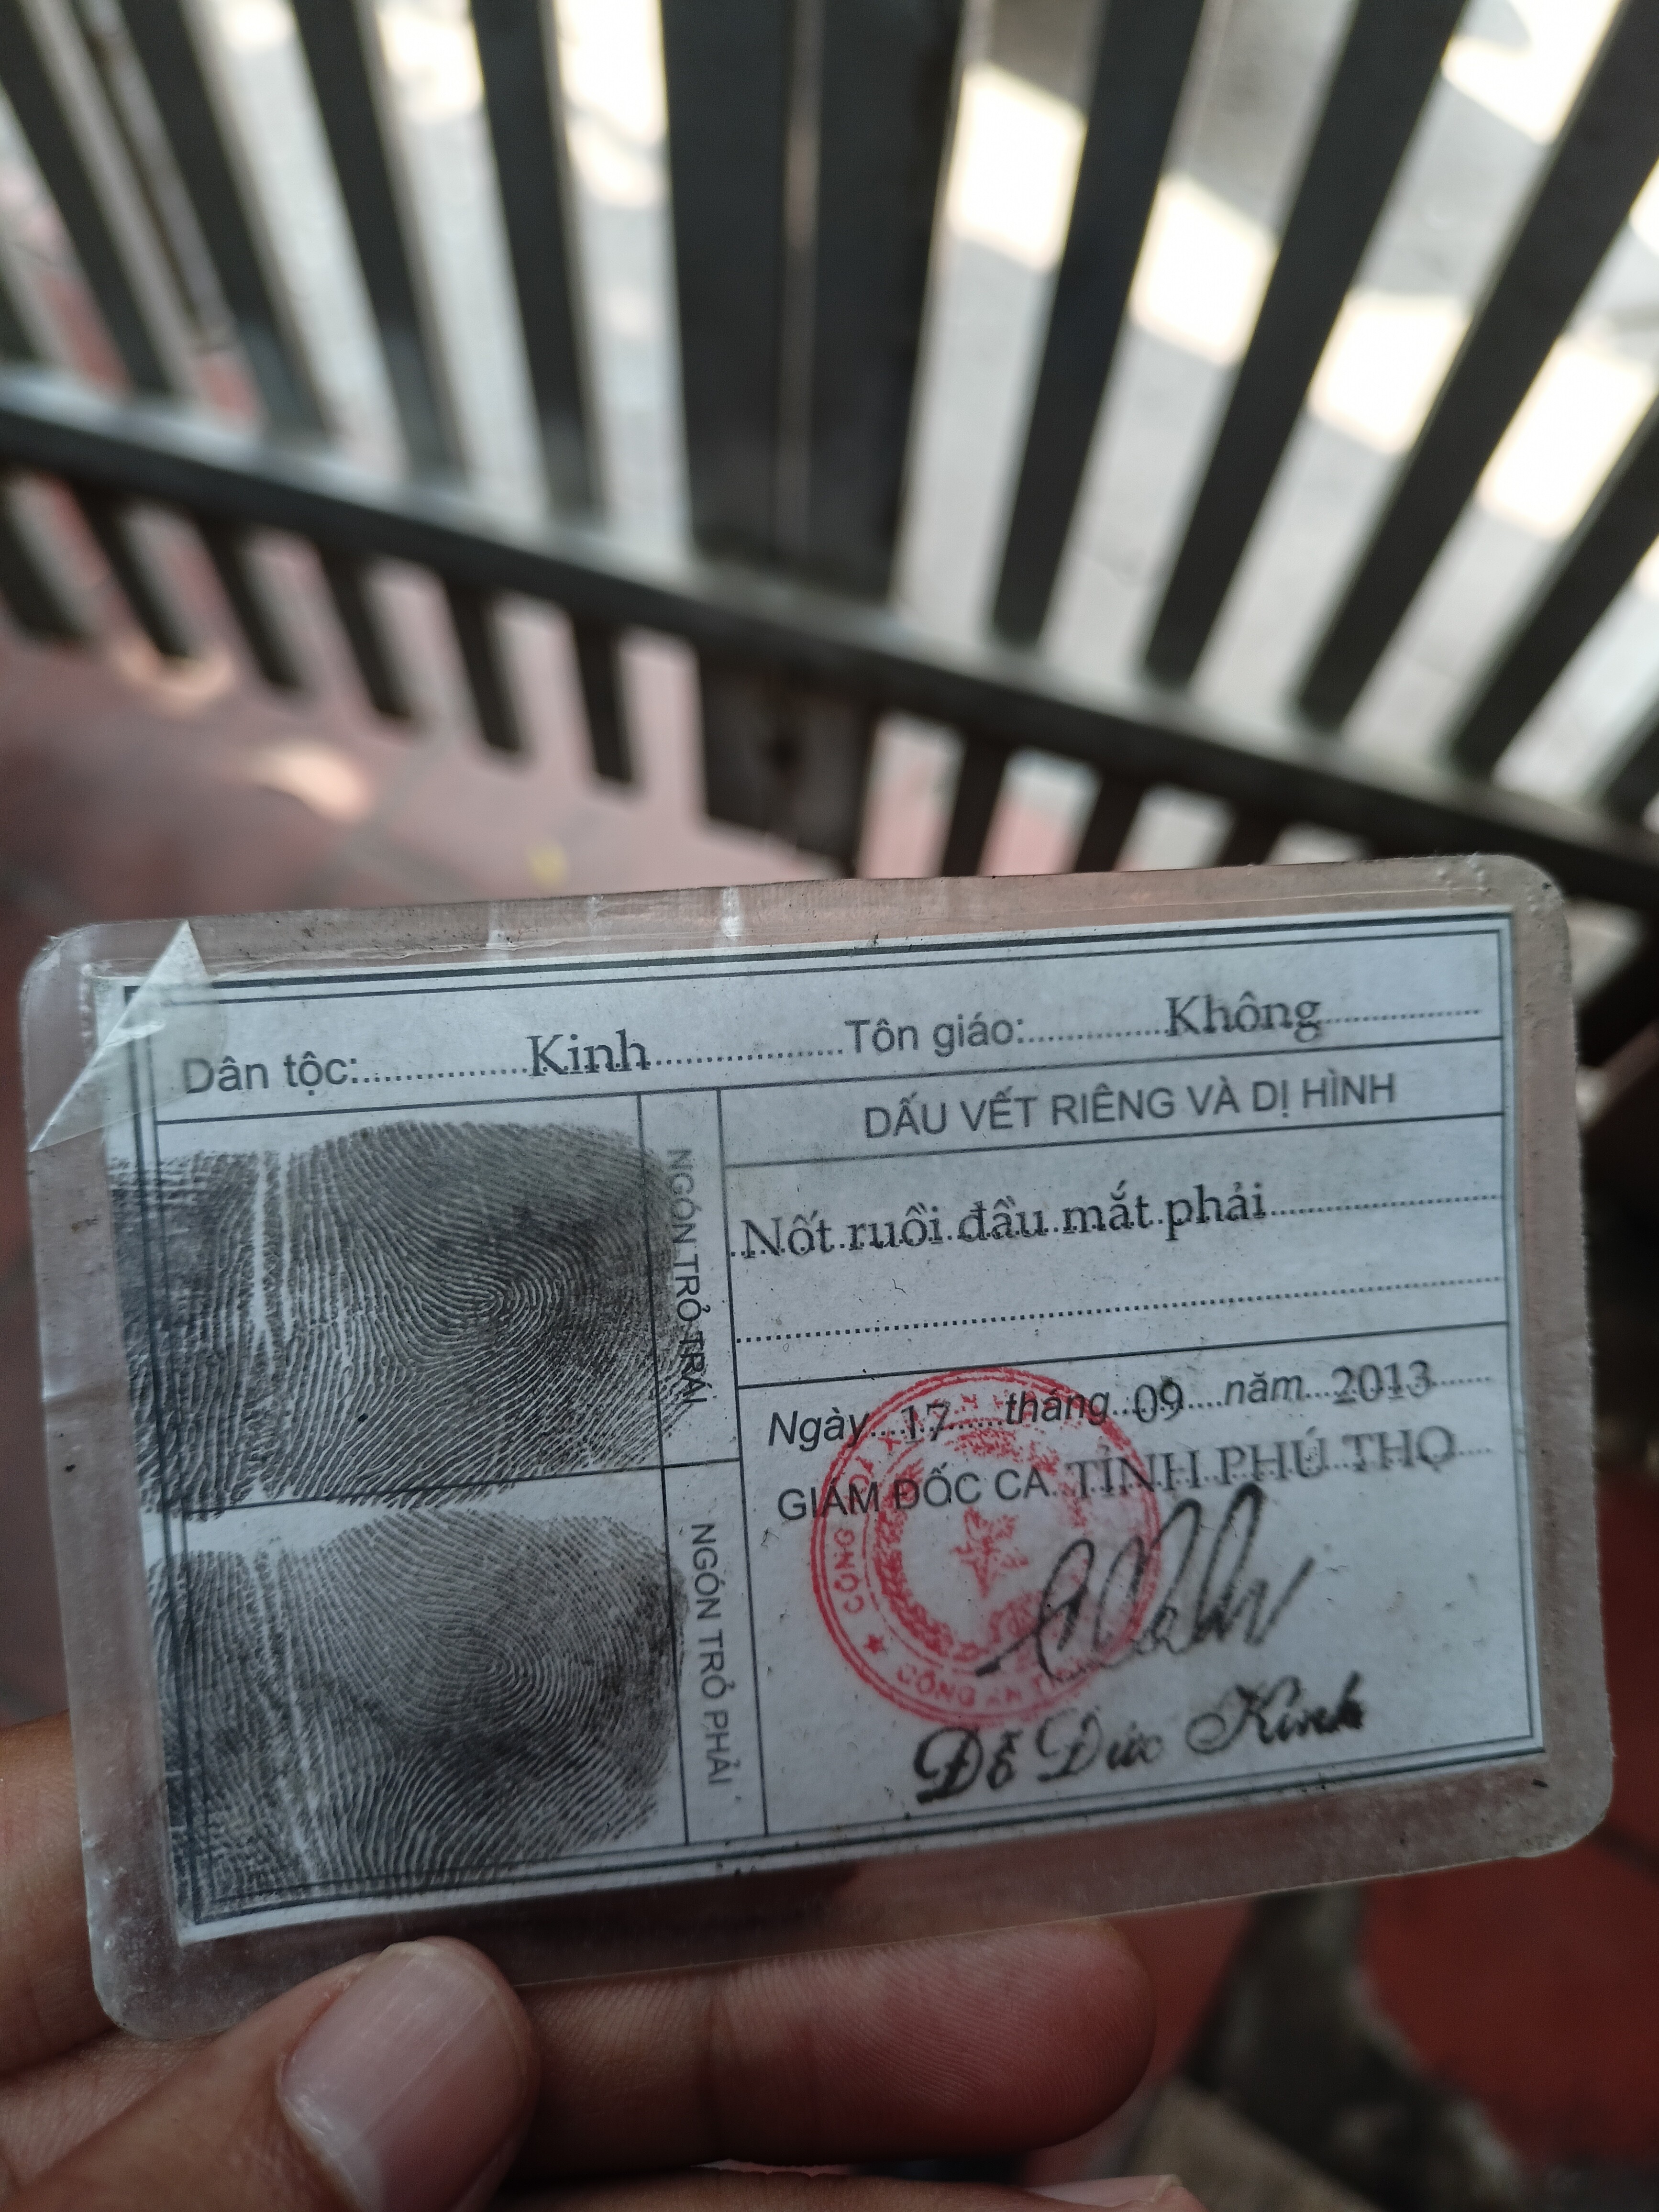 Dân tộc: Kinh Tôn giáo: Không
DẤU VẾT RIÊNG VÀ DỊ HÌNH
Nốt ruồi đầu mắt phải
NGÓN TRỎ TRÁI
NGÓN TRỎ PHẢI
Ngày 17 tháng 09 năm 2013
GIÁM ĐỐC CA TỈNH PHÚ THỌ
CÔNG AN
Đỗ Đức Kính